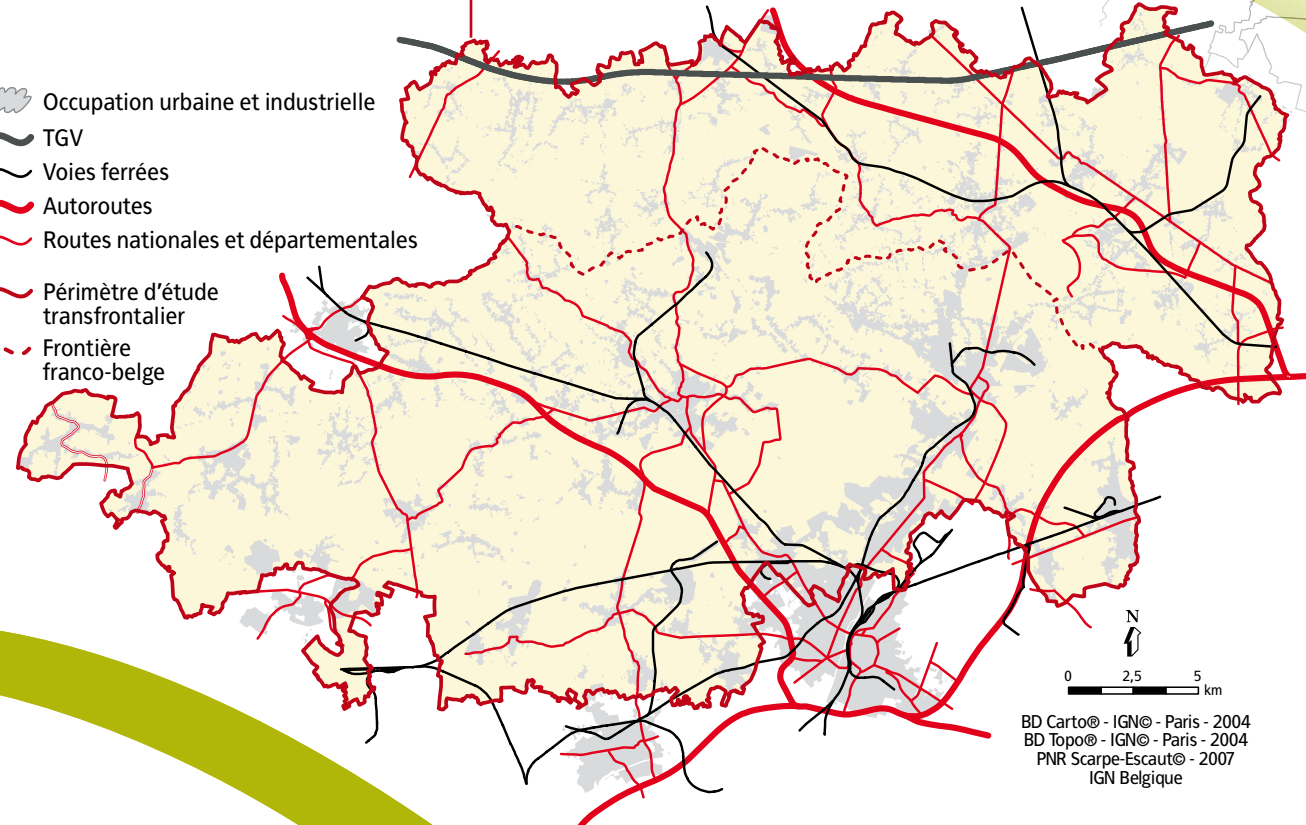 Occupation urbaine et industrielle
TGV
Voies ferrées
Autoroutes
Routes nationales et départementales
Périmètre d'étude
transfrontalier
Frontière
franco-belge
N
0 2,5 5
km
BD Carto® - IGN© - Paris - 2004
BD Topo® - IGN© - Paris - 2004
PNR Scarpe-Escaut© - 2007
IGN Belgique